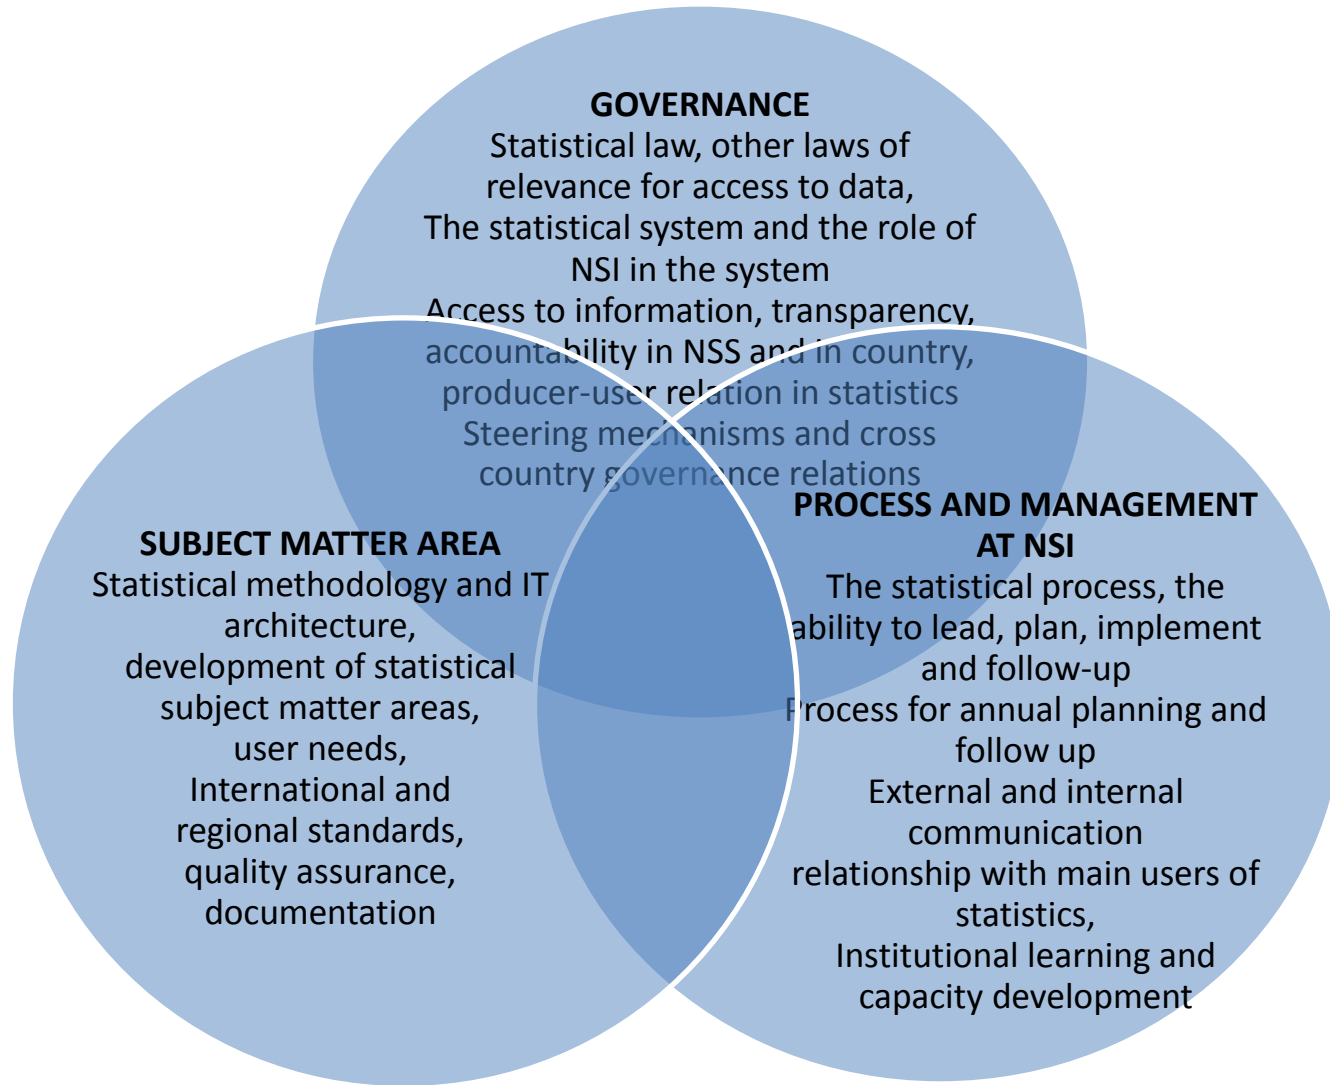 GOVERNANCE
Statistical law, other laws of
relevance for access to data,
The statistical system and the role of
NSI in the system
Access to information, transparency,
accountability in NSS and in country,
producer-user relation in statistics
Steering mechanisms and cross
country governance relations
SUBJECT MATTER AREA
Statistical methodology and IT
architecture,
development of statistical
subject matter areas,
user needs,
International and
regional standards,
quality assurance,
documentation
PROCESS AND MANAGEMENT
AT NSI
The statistical process, the
ability to lead, plan, implement
and follow-up
Process for annual planning and
follow up
External and internal
communication
relationship with main users of
statistics,
Institutional learning and
capacity development